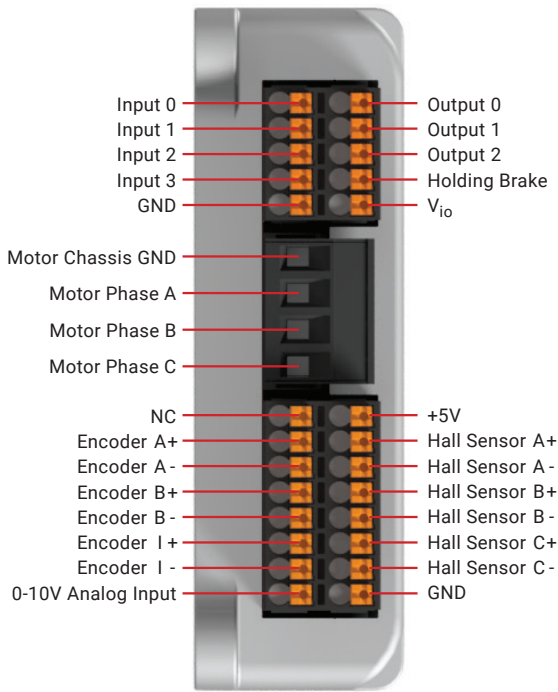 Input 0
Output 0
Input 1
Output 1
Input 2
Output 2
Input 3
Holding Brake
GND
Vio
Motor Chassis GND
Motor Phase A
Motor Phase B
Motor Phase C
NC
+5V
Encoder A+
Hall Sensor A+
Encoder A -
Hall Sensor A -
Encoder B+
Hall Sensor B+
Encoder B -
Hall Sensor B -
Encoder I +
Hall Sensor C+
Encoder I -
Hall Sensor C -
0-10V Analog Input
GND